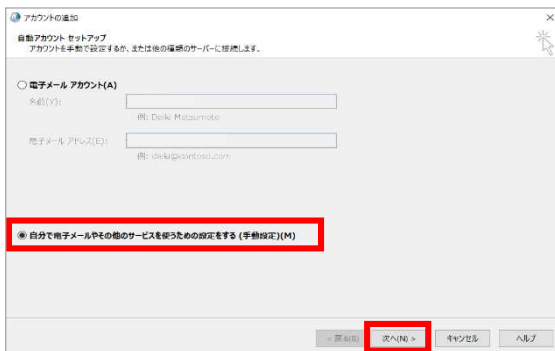 アカウントの追加
自動アカウント セットアップ
アカウントを手動で設定するか、または他の種類のサーバーに接続します。
電子メール アカウント(A)
名前(Y):
例: Daiki Matsumoto
電子メール アドレス(E):
例: daiki@contoso.com
自分で電子メールやその他のサービスを使うための設定をする (手動設定)(M)
< 戻る(B) 次へ(N) > キャンセル ヘルプ